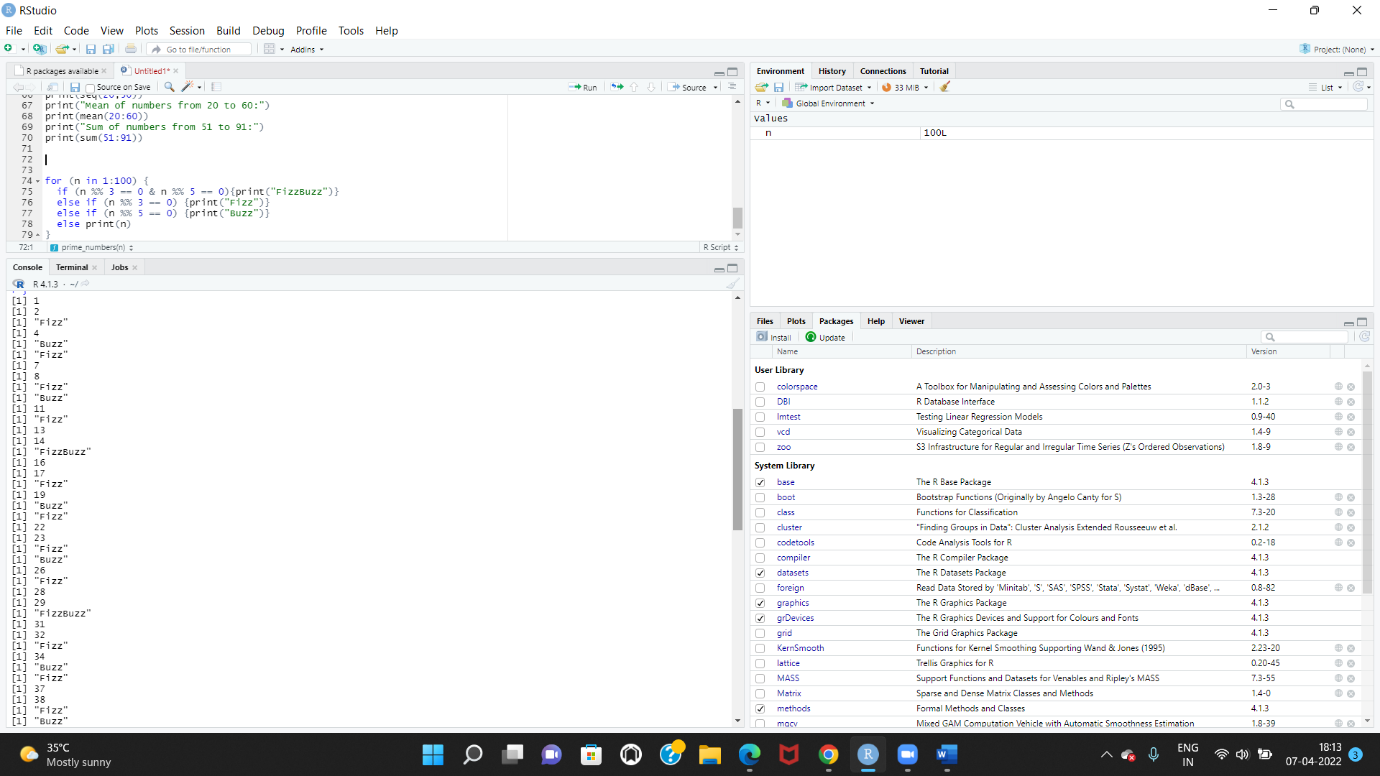 RStudio
File Edit Code View Plots Session Build Debug Profile Tools Help
Go to file/function Addins Project: (None)
R packages available Untitled1*
Source on Save Run Source
66 print(seq(20,50))
67 print("Mean of numbers from 20 to 60:")
68 print(mean(20:60))
69 print("Sum of numbers from 51 to 91:")
70 print(sum(51:91))
71
72
73
74 for (n in 1:100) {
75 if (n %% 3 == 0 & n %% 5 == 0){print("FizzBuzz")}
76 else if (n %% 3 == 0) {print("Fizz")}
77 else if (n %% 5 == 0) {print("Buzz")}
78 else print(n)
79 }
72:1 prime_numbers(n) R Script
Console Terminal Jobs
R 4.1.3 · ~/
[1] 1
[1] 2
[1] "Fizz"
[1] 4
[1] "Buzz"
[1] "Fizz"
[1] 7
[1] 8
[1] "Fizz"
[1] "Buzz"
[1] 11
[1] "Fizz"
[1] 13
[1] 14
[1] "FizzBuzz"
[1] 16
[1] 17
[1] "Fizz"
[1] 19
[1] "Buzz"
[1] "Fizz"
[1] 22
[1] 23
[1] "Fizz"
[1] "Buzz"
[1] 26
[1] "Fizz"
[1] 28
[1] 29
[1] "FizzBuzz"
[1] 31
[1] 32
[1] "Fizz"
[1] 34
[1] "Buzz"
[1] "Fizz"
[1] 37
[1] 38
[1] "Fizz"
[1] "Buzz"
Environment History Connections Tutorial
Import Dataset 33 MiB List
R Global Environment
values
n 100L
Files Plots Packages Help Viewer
Install Update
Name Description Version
User Library
colorspace A Toolbox for Manipulating and Assessing Colors and Palettes 2.0-3
DBI R Database Interface 1.1.2
lmtest Testing Linear Regression Models 0.9-40
vcd Visualizing Categorical Data 1.4-9
zoo S3 Infrastructure for Regular and Irregular Time Series (Z's Ordered Observations) 1.8-9
System Library
base The R Base Package 4.1.3
boot Bootstrap Functions (Originally by Angelo Canty for S) 1.3-28
class Functions for Classification 7.3-20
cluster "Finding Groups in Data": Cluster Analysis Extended Rousseeuw et al. 2.1.2
codetools Code Analysis Tools for R 0.2-18
compiler The R Compiler Package 4.1.3
datasets The R Datasets Package 4.1.3
foreign Read Data Stored by 'Minitab', 'S', 'SAS', 'SPSS', 'Stata', 'Systat', 'Weka', 'dBase', ... 0.8-82
graphics The R Graphics Package 4.1.3
grDevices The R Graphics Devices and Support for Colours and Fonts 4.1.3
grid The Grid Graphics Package 4.1.3
KernSmooth Functions for Kernel Smoothing Supporting Wand & Jones (1995) 2.23-20
lattice Trellis Graphics for R 0.20-45
MASS Support Functions and Datasets for Venables and Ripley's MASS 7.3-55
Matrix Sparse and Dense Matrix Classes and Methods 1.4-0
methods Formal Methods and Classes 4.1.3
mgcv Mixed GAM Computation Vehicle with Automatic Smoothness Estimation 1.8-39
35°C
Mostly sunny
ENG
IN
18:13
07-04-2022
3